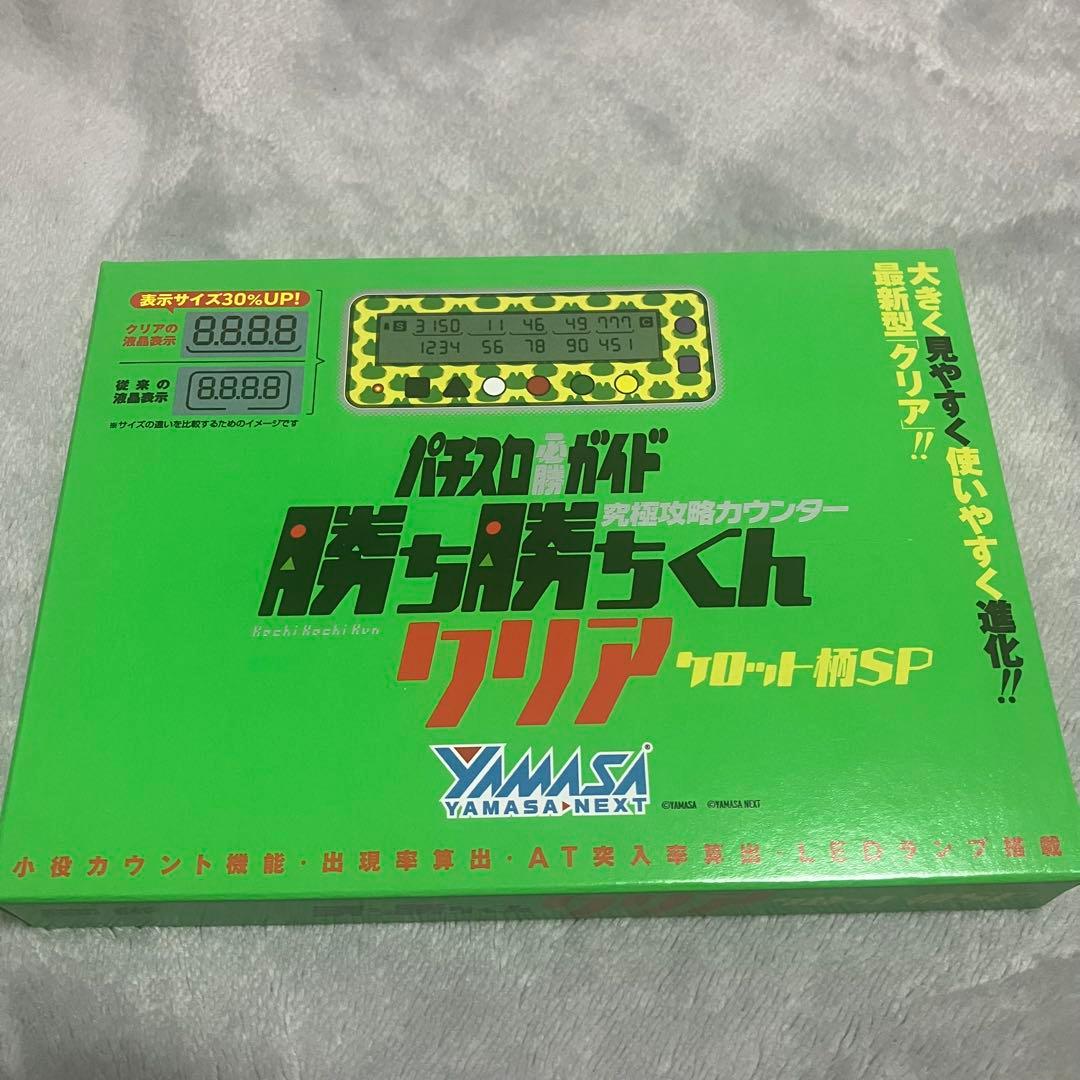 表示サイズ30%UP!
クリアの
液晶表示
8.8.8.8
従来の
液晶表示
8.8.8.8
※サイズの違いを比較するためのイメージです
S 3150 11 46 49 777 C
1234 56 78 90 451
大きく見やすく使いやすく進化!!
最新型「クリア」!!
パチスロ必勝ガイド
究極攻略カウンター
勝ち勝ちくん
Kachi Kachi Kun
クリア
ケロット柄SP
YAMASA®
YAMASA NEXT
©YAMASA ©YAMASA NEXT
小役カウント機能・出現率算出・AT突入率算出・LEDランプ搭載